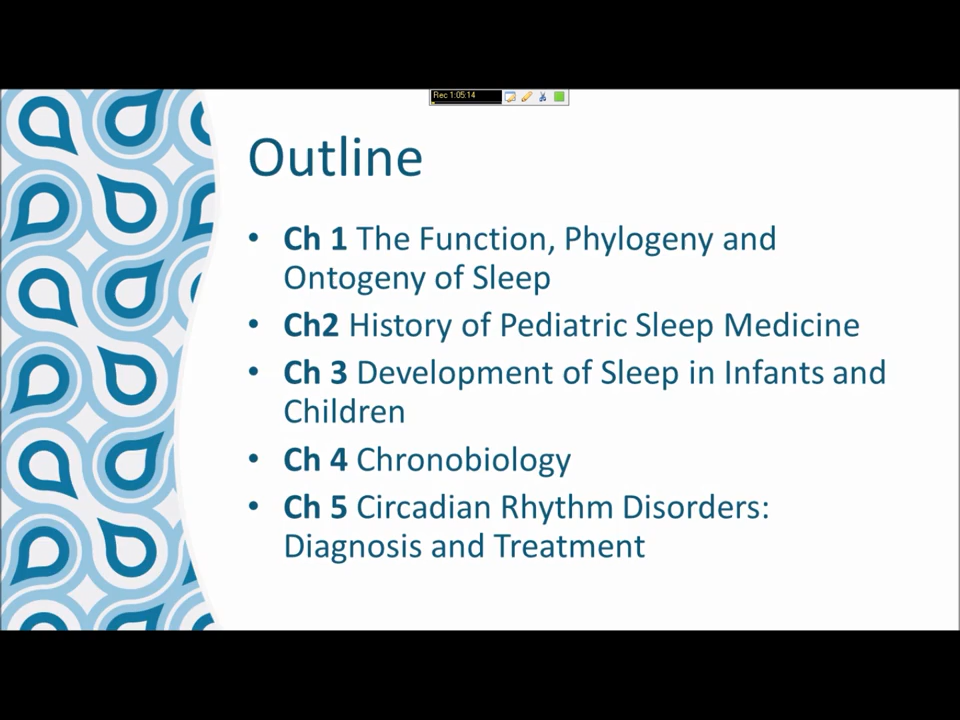 Rec 1:05:14
Outline
• Ch 1 The Function, Phylogeny and
Ontogeny of Sleep
• Ch2 History of Pediatric Sleep Medicine
• Ch 3 Development of Sleep in Infants and
Children
• Ch 4 Chronobiology
• Ch 5 Circadian Rhythm Disorders:
Diagnosis and Treatment